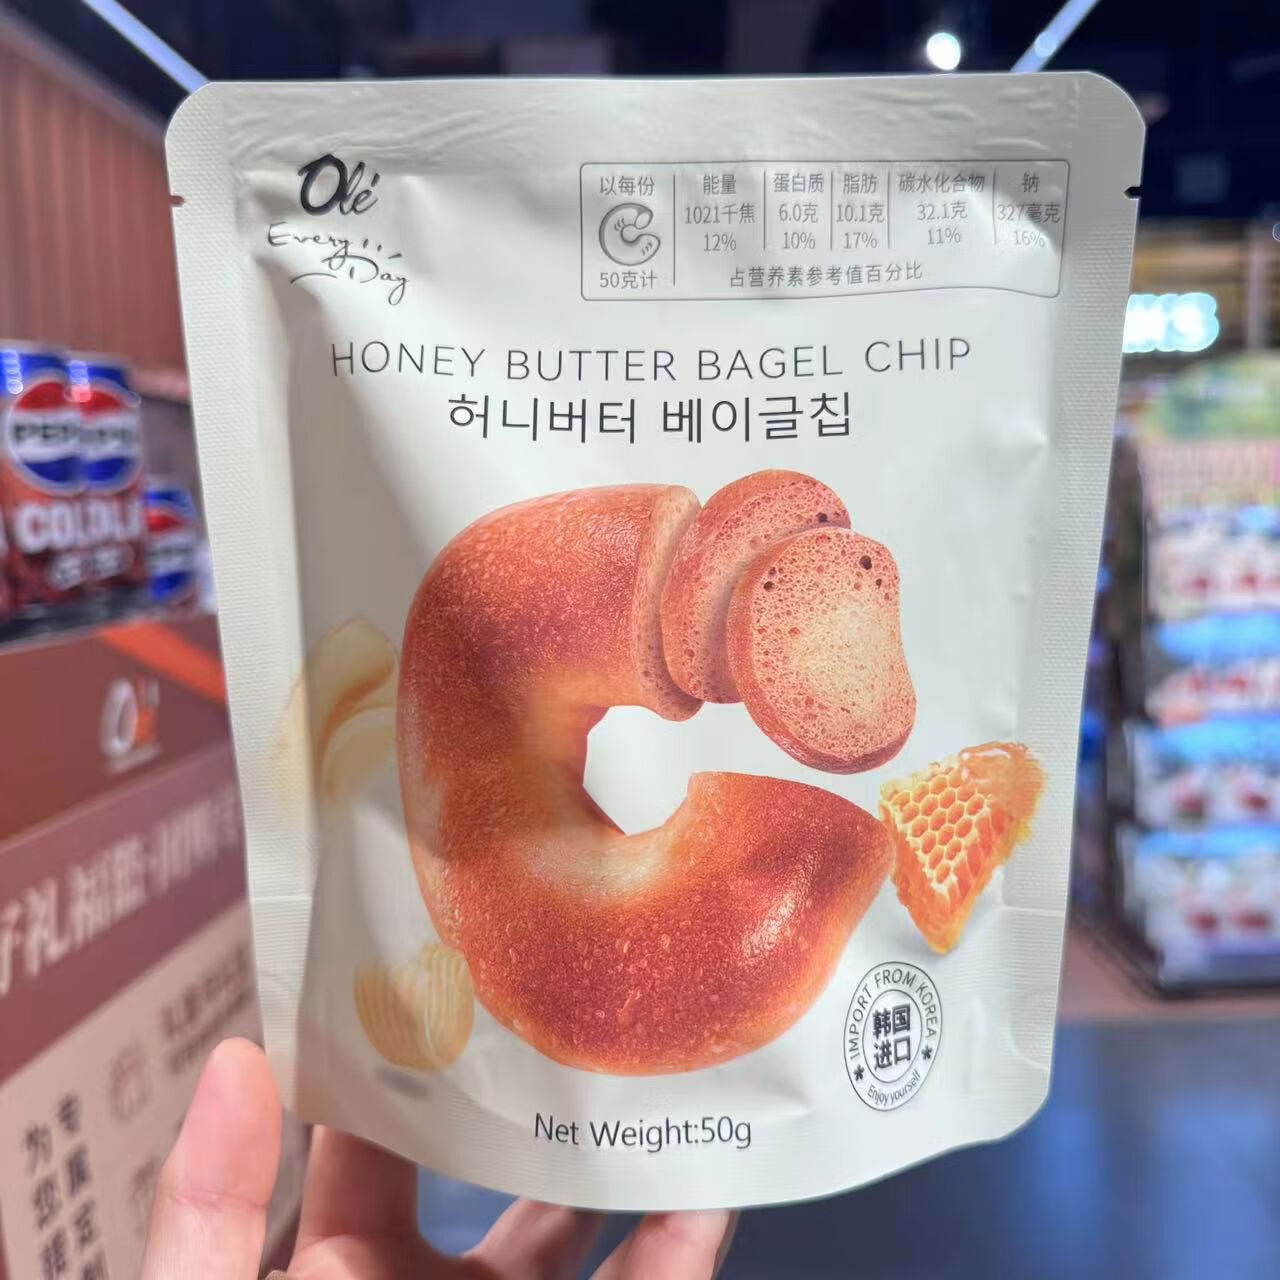 Olé
Every Day
以每份
50克计
能量 蛋白质 脂肪 碳水化合物 钠
1021千焦 6.0克 10.1克 32.1克 327毫克
12% 10% 17% 11% 16%
占营养素参考值百分比
HONEY BUTTER BAGEL CHIP
허니버터 베이글칩
IMPORT FROM KOREA
韩国
进口
Enjoy yourself
Net Weight:50g
PEPSI
COLA